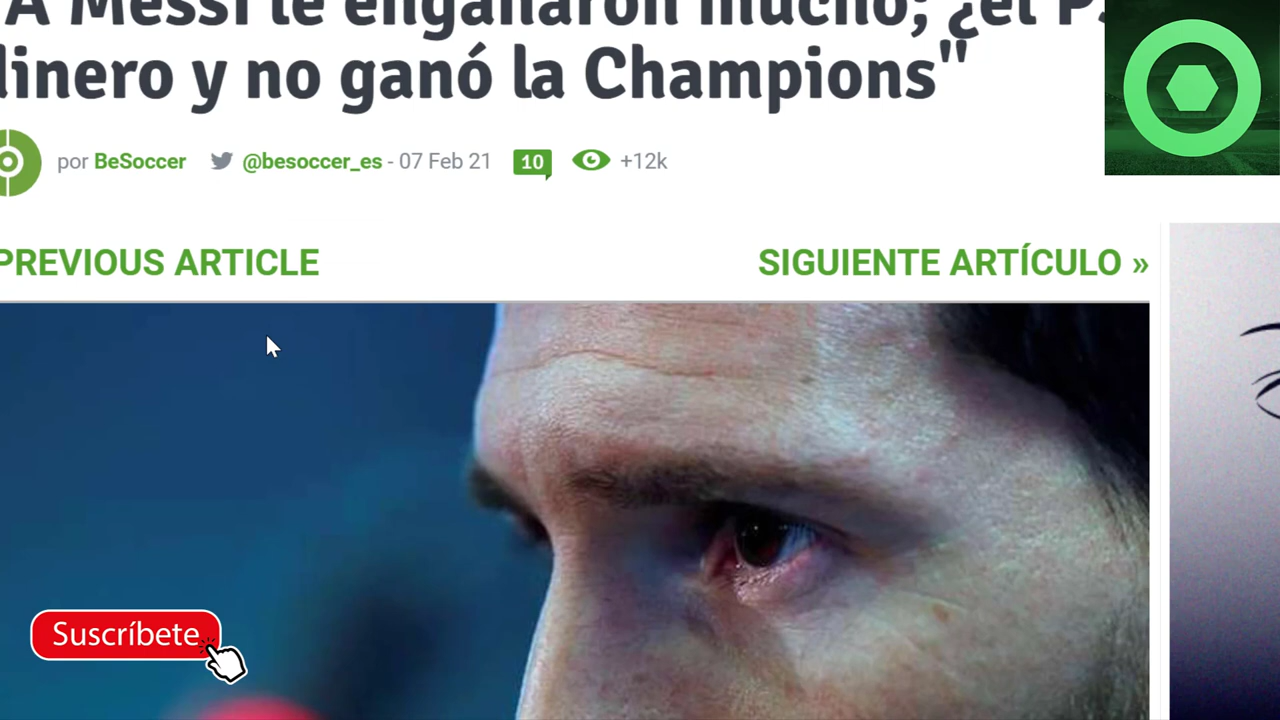 "A Messi le engañaron mucho; ¿el
dinero y no ganó la Champions"
por BeSoccer @besoccer_es - 07 Feb 21 10 +12k
PREVIOUS ARTICLE SIGUIENTE ARTÍCULO »
Suscríbete